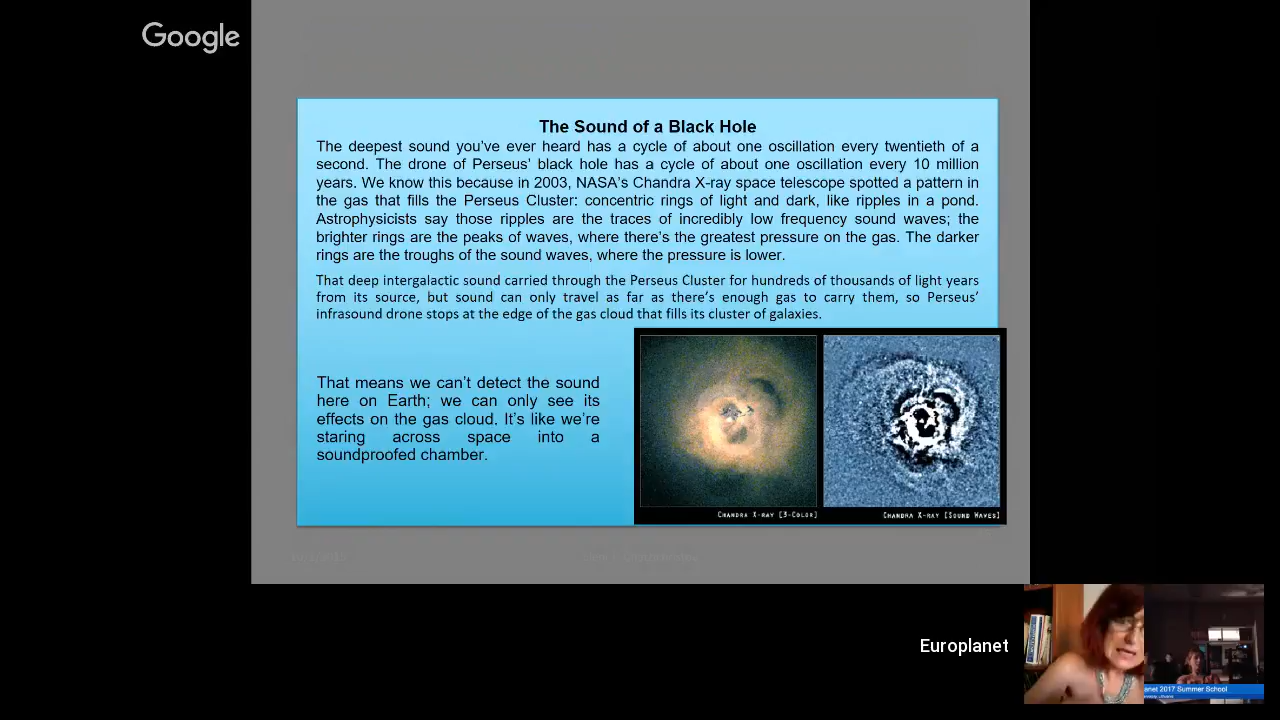 Google
The Sound of a Black Hole
The deepest sound you've ever heard has a cycle of about one oscillation every twentieth of a
second. The drone of Perseus' black hole has a cycle of about one oscillation every 10 million
years. We know this because in 2003, NASA's Chandra X-ray space telescope spotted a pattern in
the gas that fills the Perseus Cluster: concentric rings of light and dark, like ripples in a pond.
Astrophysicists say those ripples are the traces of incredibly low frequency sound waves; the
brighter rings are the peaks of waves, where there's the greatest pressure on the gas. The darker
rings are the troughs of the sound waves, where the pressure is lower.
That deep intergalactic sound carried through the Perseus Cluster for hundreds of thousands of light years
from its source, but sound can only travel as far as there's enough gas to carry them, so Perseus'
infrasound drone stops at the edge of the gas cloud that fills its cluster of galaxies.
That means we can't detect the sound
here on Earth; we can only see its
effects on the gas cloud. It's like we're
staring across space into a
soundproofed chamber.
Chandra X-ray [3-Color]
Chandra X-ray [Sound Waves]
Europlanet
anet 2017 Summer School